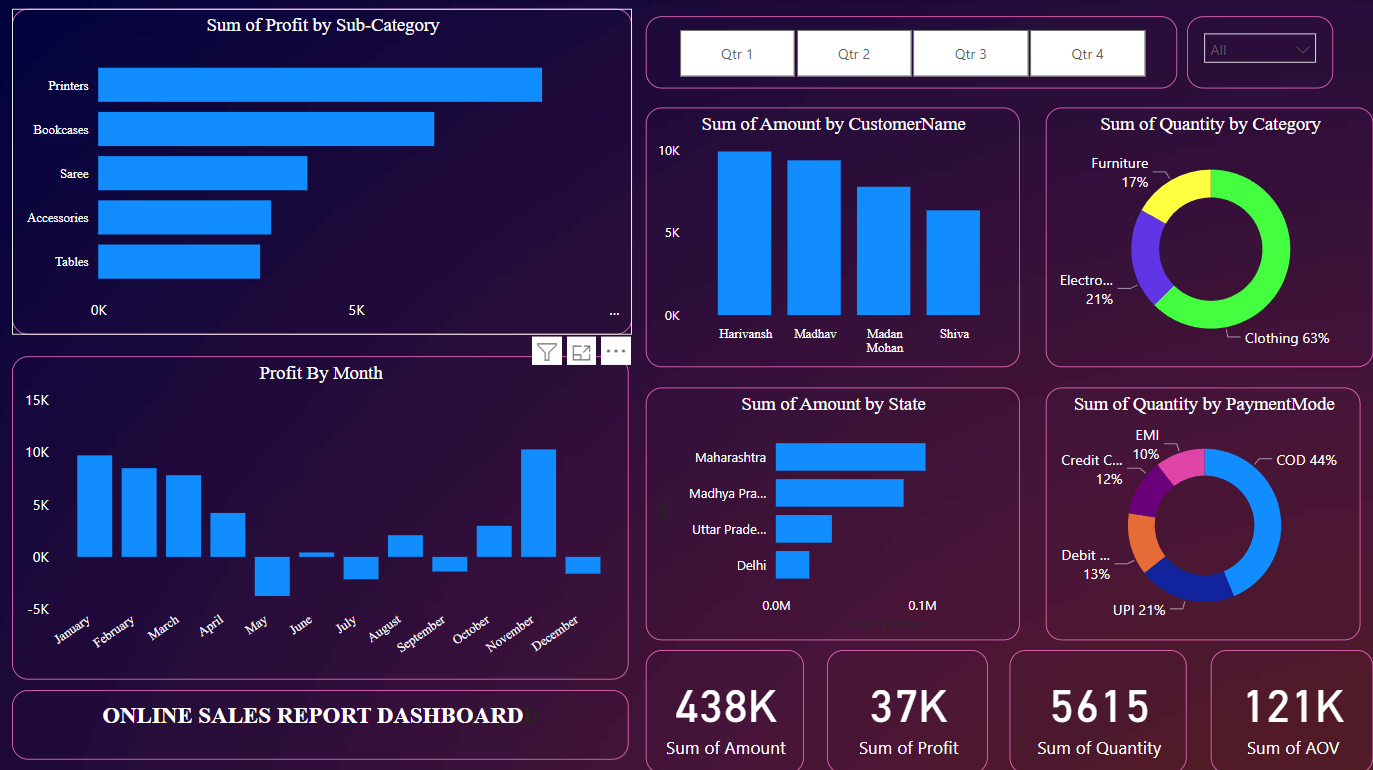 Sum of Profit by Sub-Category
Printers
Bookcases
Saree
Accessories
Tables
0K
5K
...
Qtr 1
Qtr 2
Qtr 3
Qtr 4
All
Sum of Amount by CustomerName
10K
5K
0K
Harivansh
Madhav
Madan
Mohan
Shiva
Sum of Quantity by Category
Furniture
17%
Electro...
21%
Clothing 63%
Profit By Month
15K
10K
5K
0K
-5K
January
February
March
April
May
June
July
August
September
October
November
December
Sum of Amount by State
Maharashtra
Madhya Pra...
Uttar Prade...
Delhi
0.0M
0.1M
Sum of Quantity by PaymentMode
EMI
10%
Credit C...
12%
Debit ...
13%
UPI 21%
COD 44%
ONLINE SALES REPORT DASHBOARD
438K
Sum of Amount
37K
Sum of Profit
5615
Sum of Quantity
121K
Sum of AOV